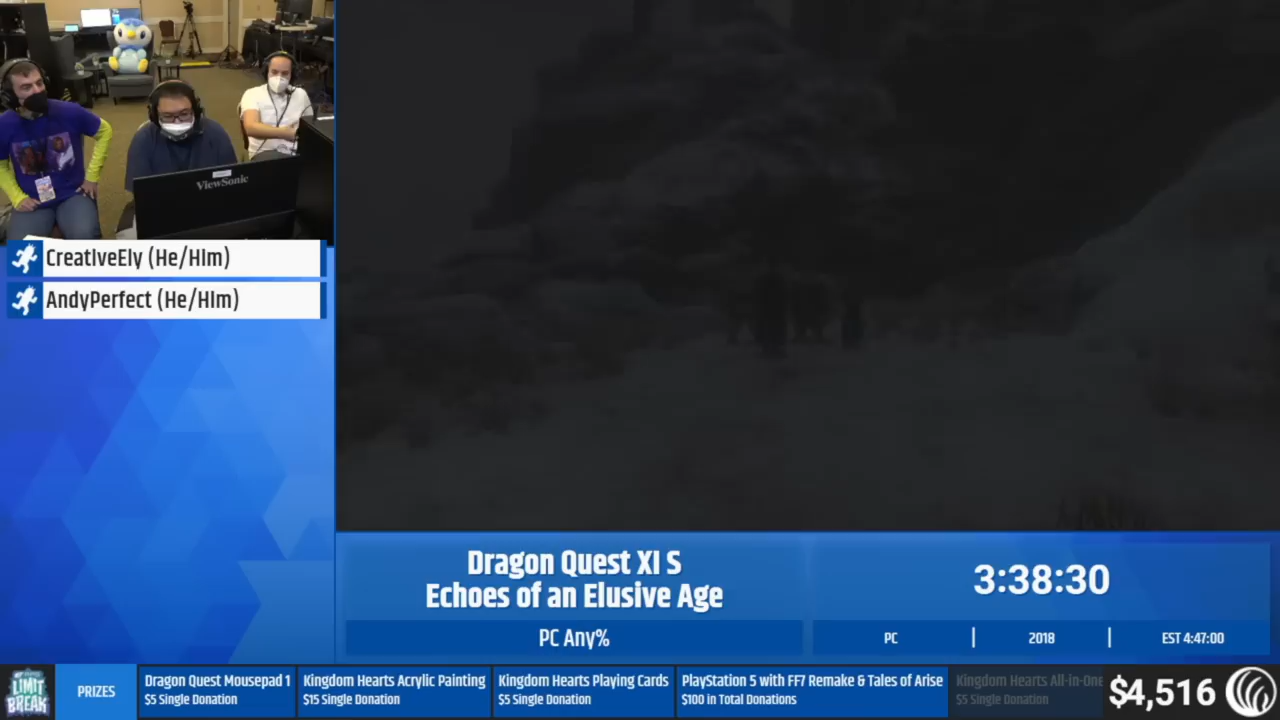 ViewSonic
CreativeEly (He/Him)
AndyPerfect (He/Him)
Dragon Quest XI S
Echoes of an Elusive Age
3:38:30
PC Any%
PC | 2018 | EST 4:47:00
LIMIT
BREAK
PRIZES
Dragon Quest Mousepad 1
$5 Single Donation
Kingdom Hearts Acrylic Painting
$15 Single Donation
Kingdom Hearts Playing Cards
$5 Single Donation
PlayStation 5 with FF7 Remake & Tales of Arise
$100 in Total Donations
Kingdom Hearts All-in-One
$5 Single Donation
$4,516